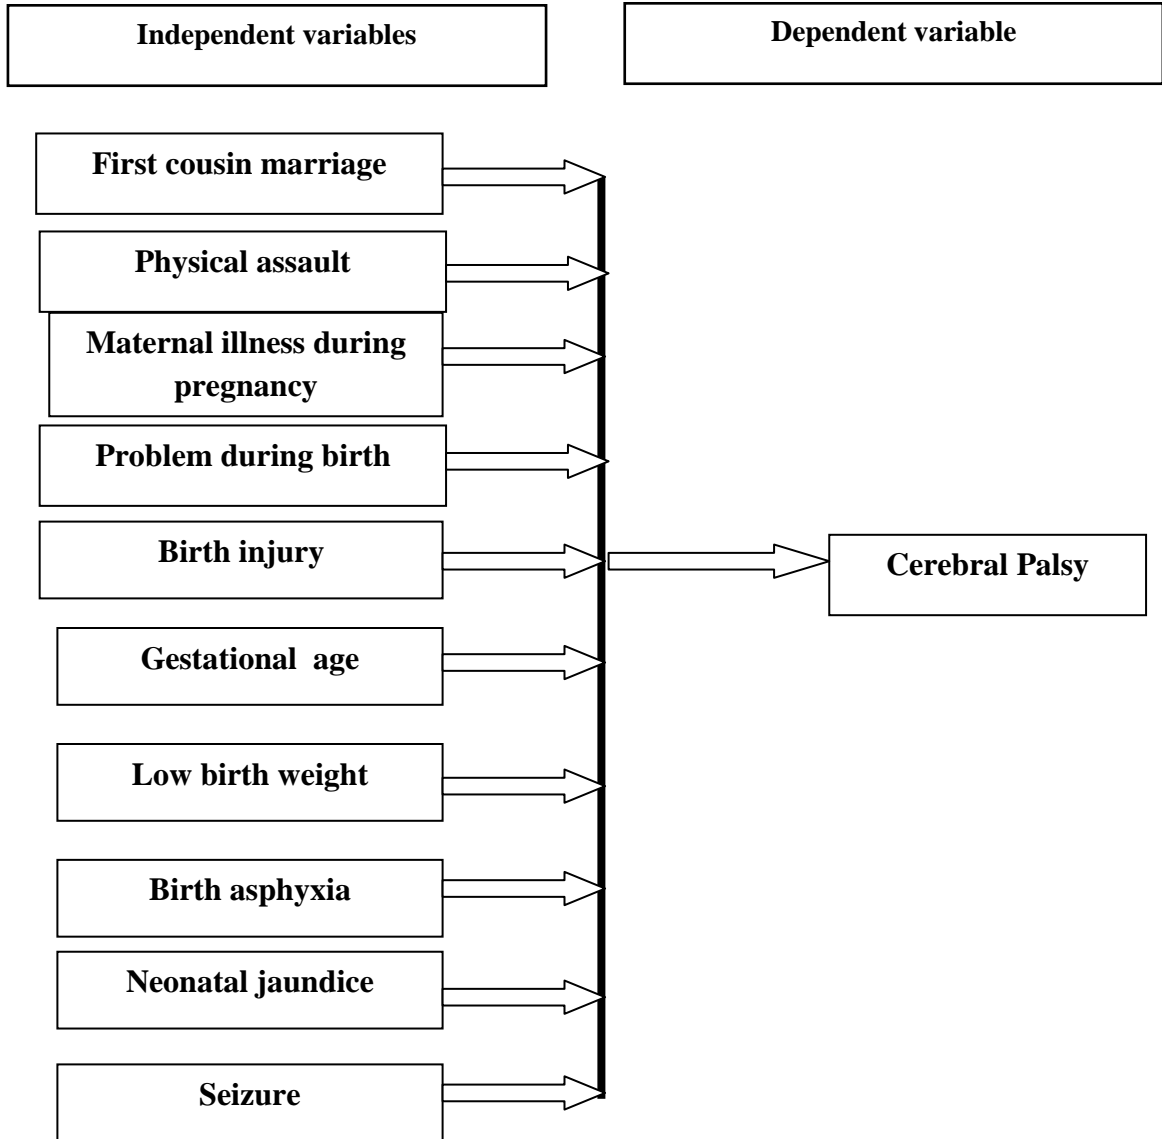 Independent variables
Dependent variable
First cousin marriage
Physical assault
Maternal illness during
pregnancy
Problem during birth
Birth injury
Cerebral Palsy
Gestational  age
Low birth weight
Birth asphyxia
Neonatal jaundice
Seizure